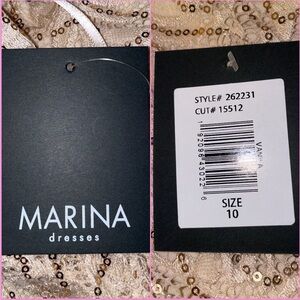 MARINA
dresses
STYLE# 262231
CUT# 15512
SIZE
10